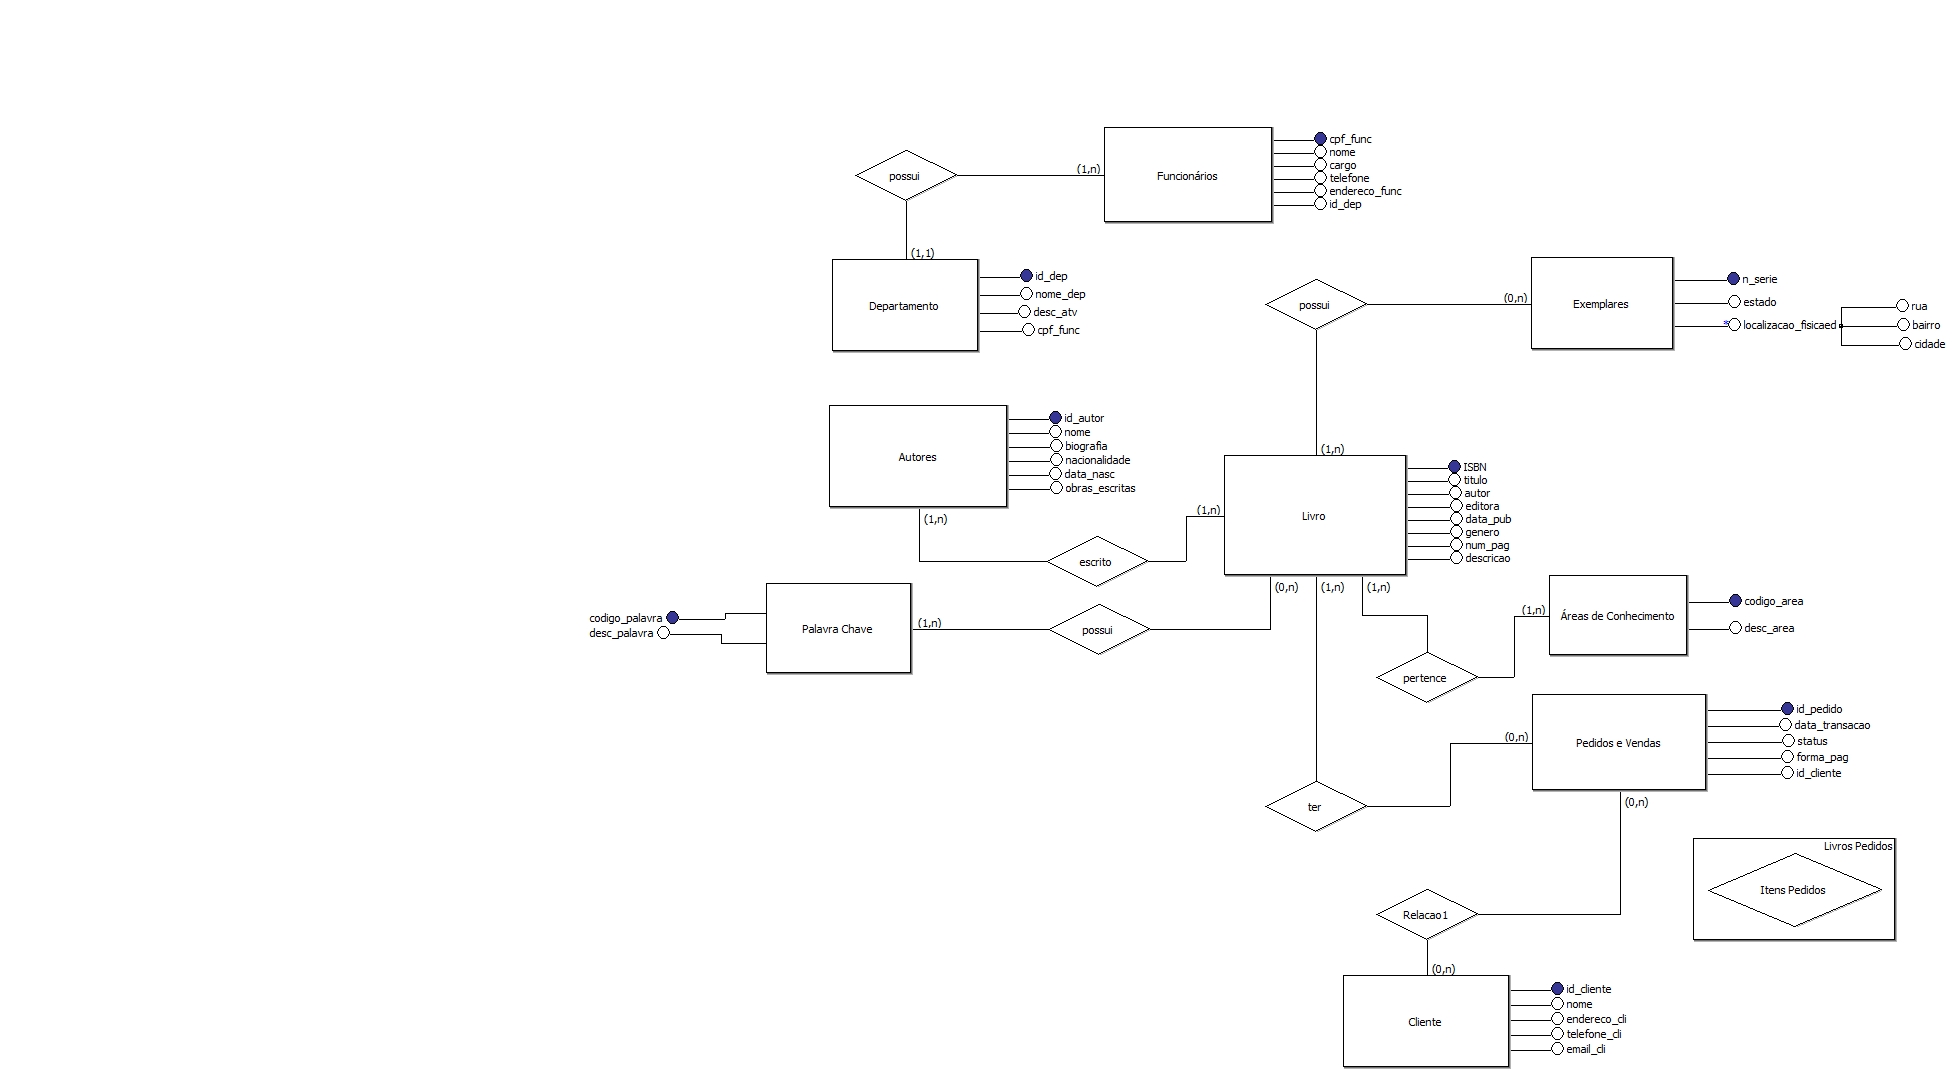 possui
(1,n)
Funcionários
cpf_func
nome
cargo
telefone
endereco_func
id_dep
(1,1)
Departamento
id_dep
nome_dep
desc_atv
cpf_func
possui
(0,n)
Exemplares
n_serie
estado
*
localizacao_fisicaed
rua
bairro
cidade
Autores
id_autor
nome
biografia
nacionalidade
data_nasc
obras_escritas
(1,n)
escrito
(1,n)
(1,n)
Livro
ISBN
titulo
autor
editora
data_pub
genero
num_pag
descricao
(0,n)
(1,n)
(1,n)
codigo_palavra
desc_palavra
Palavra Chave
(1,n)
possui
pertence
(1,n)
Áreas de Conhecimento
codigo_area
desc_area
ter
(0,n)
Pedidos e Vendas
id_pedido
data_transacao
status
forma_pag
id_cliente
(0,n)
Livros Pedidos
Itens Pedidos
Relacao1
(0,n)
Cliente
id_cliente
nome
endereco_cli
telefone_cli
email_cli